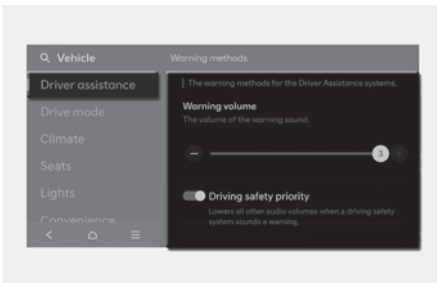 Vehicle
Warning methods
Driver assistance
The warning methods for the Driver Assistance systems.
Drive mode
Warning volume
The volume of the warning sound.
Climate
3
Seats
Driving safety priority
Lights
Lowers all other audio volumes when a driving safety
system sounds a warning.
Convenience